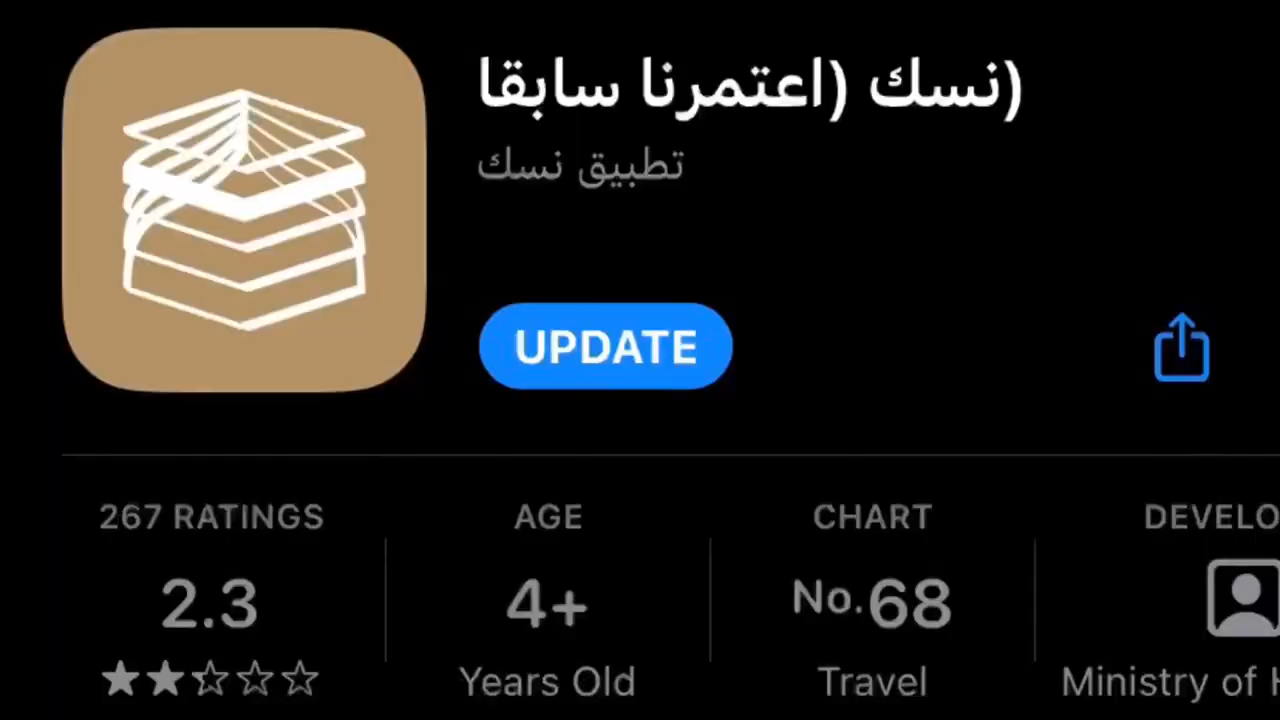 نسك (اعتمرنا سابقا)
تطبيق نسك
UPDATE
267 RATINGS
AGE
CHART
DEVELO
2.3
4+
No.68
Years Old
Travel
Ministry of H